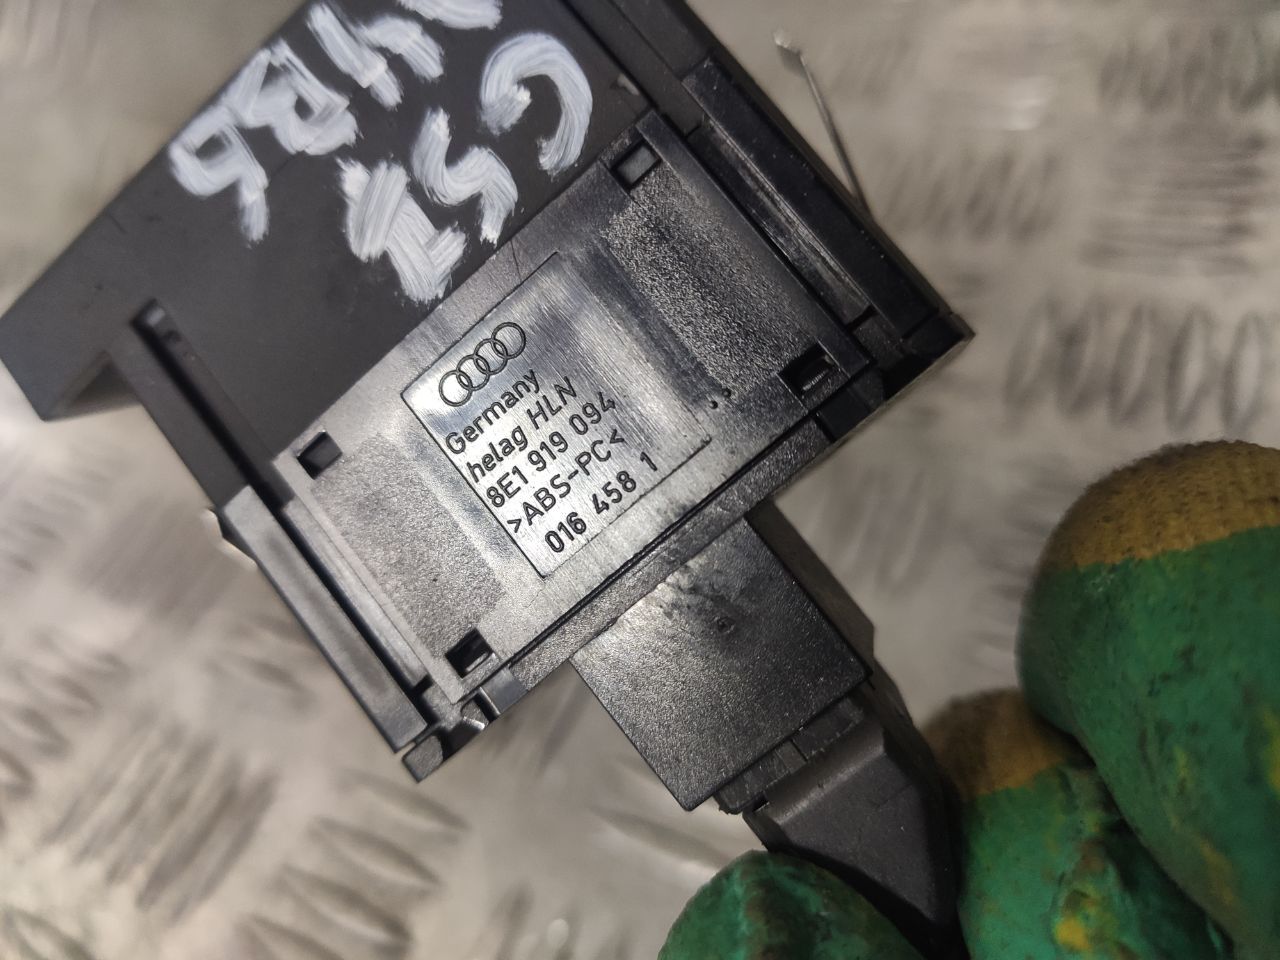 Germany
helag HLN
8E1 919 094
>ABS-PC<
016 458 1